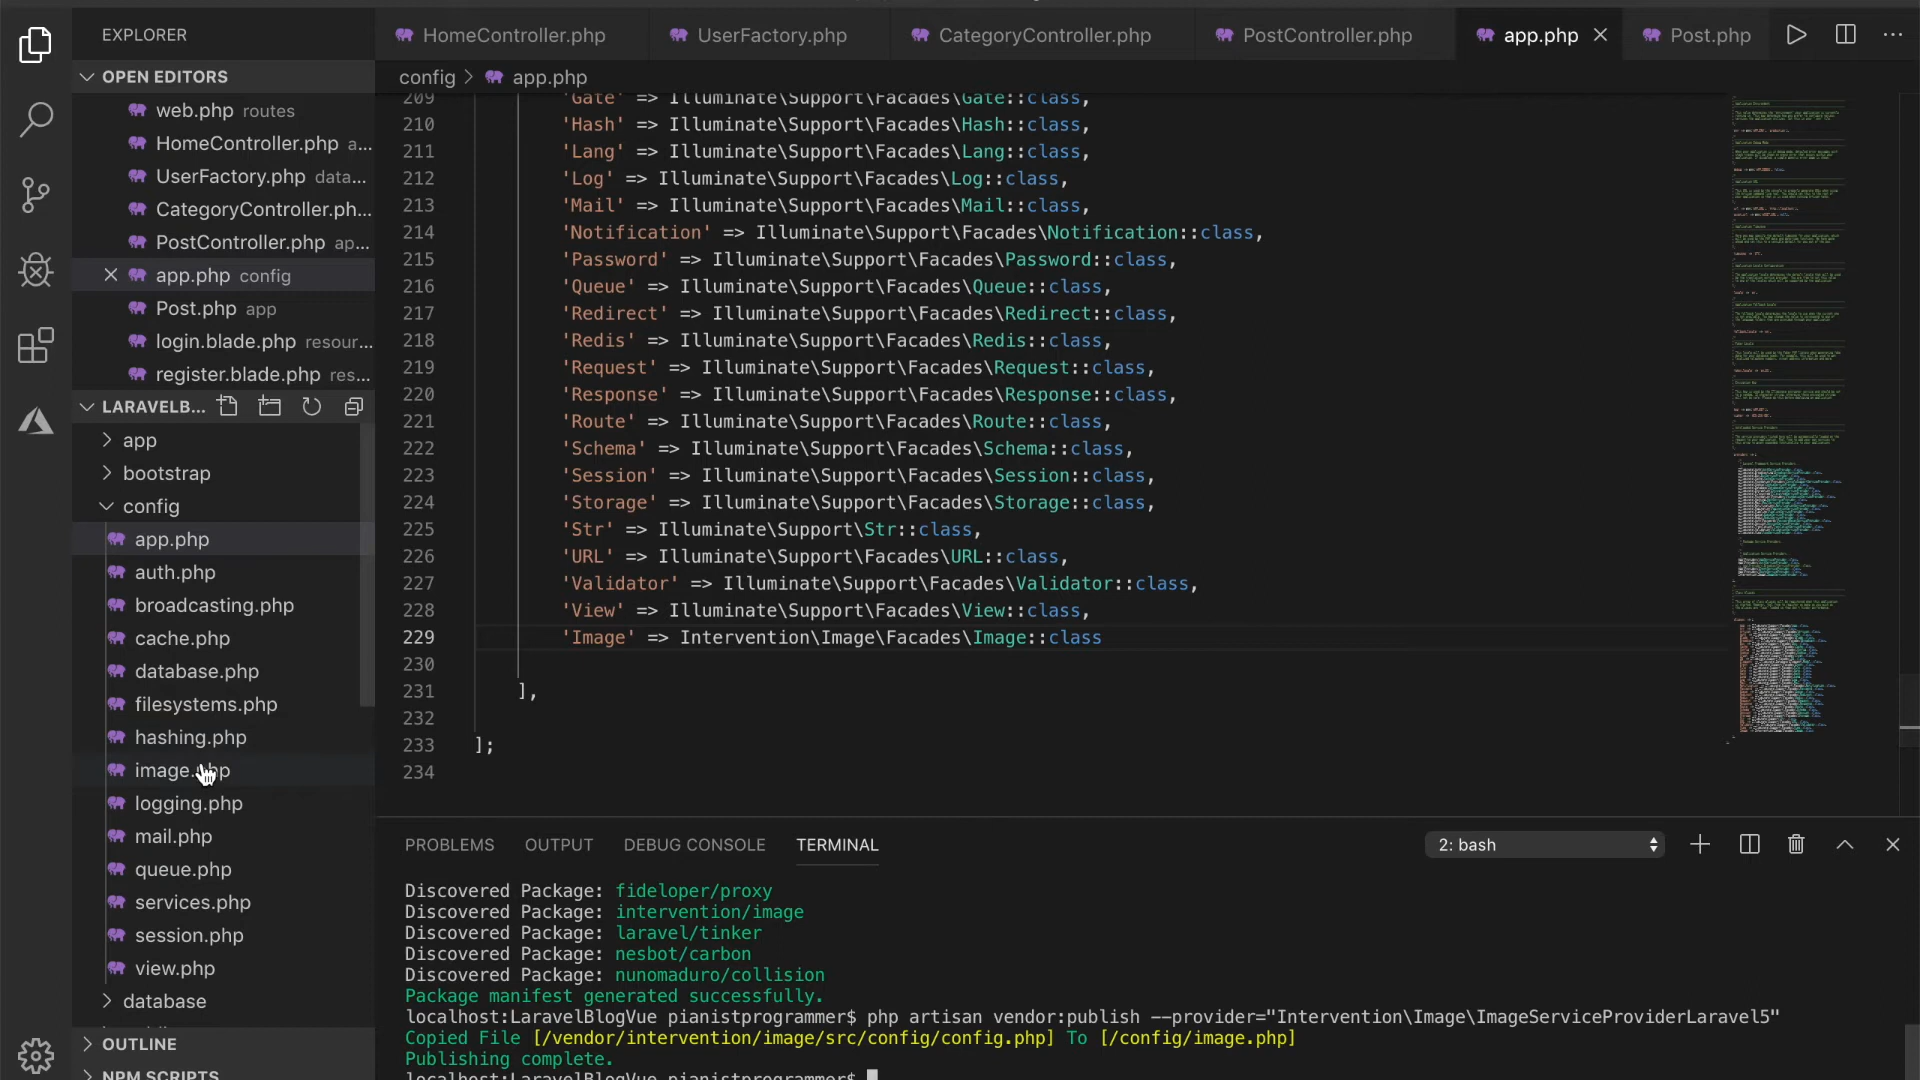 EXPLORER
OPEN EDITORS
web.php routes
HomeController.php a...
UserFactory.php data...
CategoryController.ph...
PostController.php ap...
app.php config
Post.php app
login.blade.php resour...
register.blade.php res...
LARAVELB...
app
bootstrap
config
app.php
auth.php
broadcasting.php
cache.php
database.php
filesystems.php
hashing.php
image.php
logging.php
mail.php
queue.php
services.php
session.php
view.php
database
OUTLINE
NPM SCRIPTS
HomeController.php
UserFactory.php
CategoryController.php
PostController.php
app.php
Post.php
config > app.php
209 'Gate' => Illuminate\Support\Facades\Gate::class,
210 'Hash' => Illuminate\Support\Facades\Hash::class,
211 'Lang' => Illuminate\Support\Facades\Lang::class,
212 'Log' => Illuminate\Support\Facades\Log::class,
213 'Mail' => Illuminate\Support\Facades\Mail::class,
214 'Notification' => Illuminate\Support\Facades\Notification::class,
215 'Password' => Illuminate\Support\Facades\Password::class,
216 'Queue' => Illuminate\Support\Facades\Queue::class,
217 'Redirect' => Illuminate\Support\Facades\Redirect::class,
218 'Redis' => Illuminate\Support\Facades\Redis::class,
219 'Request' => Illuminate\Support\Facades\Request::class,
220 'Response' => Illuminate\Support\Facades\Response::class,
221 'Route' => Illuminate\Support\Facades\Route::class,
222 'Schema' => Illuminate\Support\Facades\Schema::class,
223 'Session' => Illuminate\Support\Facades\Session::class,
224 'Storage' => Illuminate\Support\Facades\Storage::class,
225 'Str' => Illuminate\Support\Str::class,
226 'URL' => Illuminate\Support\Facades\URL::class,
227 'Validator' => Illuminate\Support\Facades\Validator::class,
228 'View' => Illuminate\Support\Facades\View::class,
229 'Image' => Intervention\Image\Facades\Image::class
230
231 ],
232
233 ];
234
PROBLEMS OUTPUT DEBUG CONSOLE TERMINAL 2: bash
Discovered Package: fideloper/proxy
Discovered Package: intervention/image
Discovered Package: laravel/tinker
Discovered Package: nesbot/carbon
Discovered Package: nunomaduro/collision
Package manifest generated successfully.
localhost:LaravelBlogVue pianistprogrammer$ php artisan vendor:publish --provider="Intervention\Image\ImageServiceProviderLaravel5"
Copied File [/vendor/intervention/image/src/config/config.php] To [/config/image.php]
Publishing complete.
localhost:LaravelBlogVue pianistprogrammer$